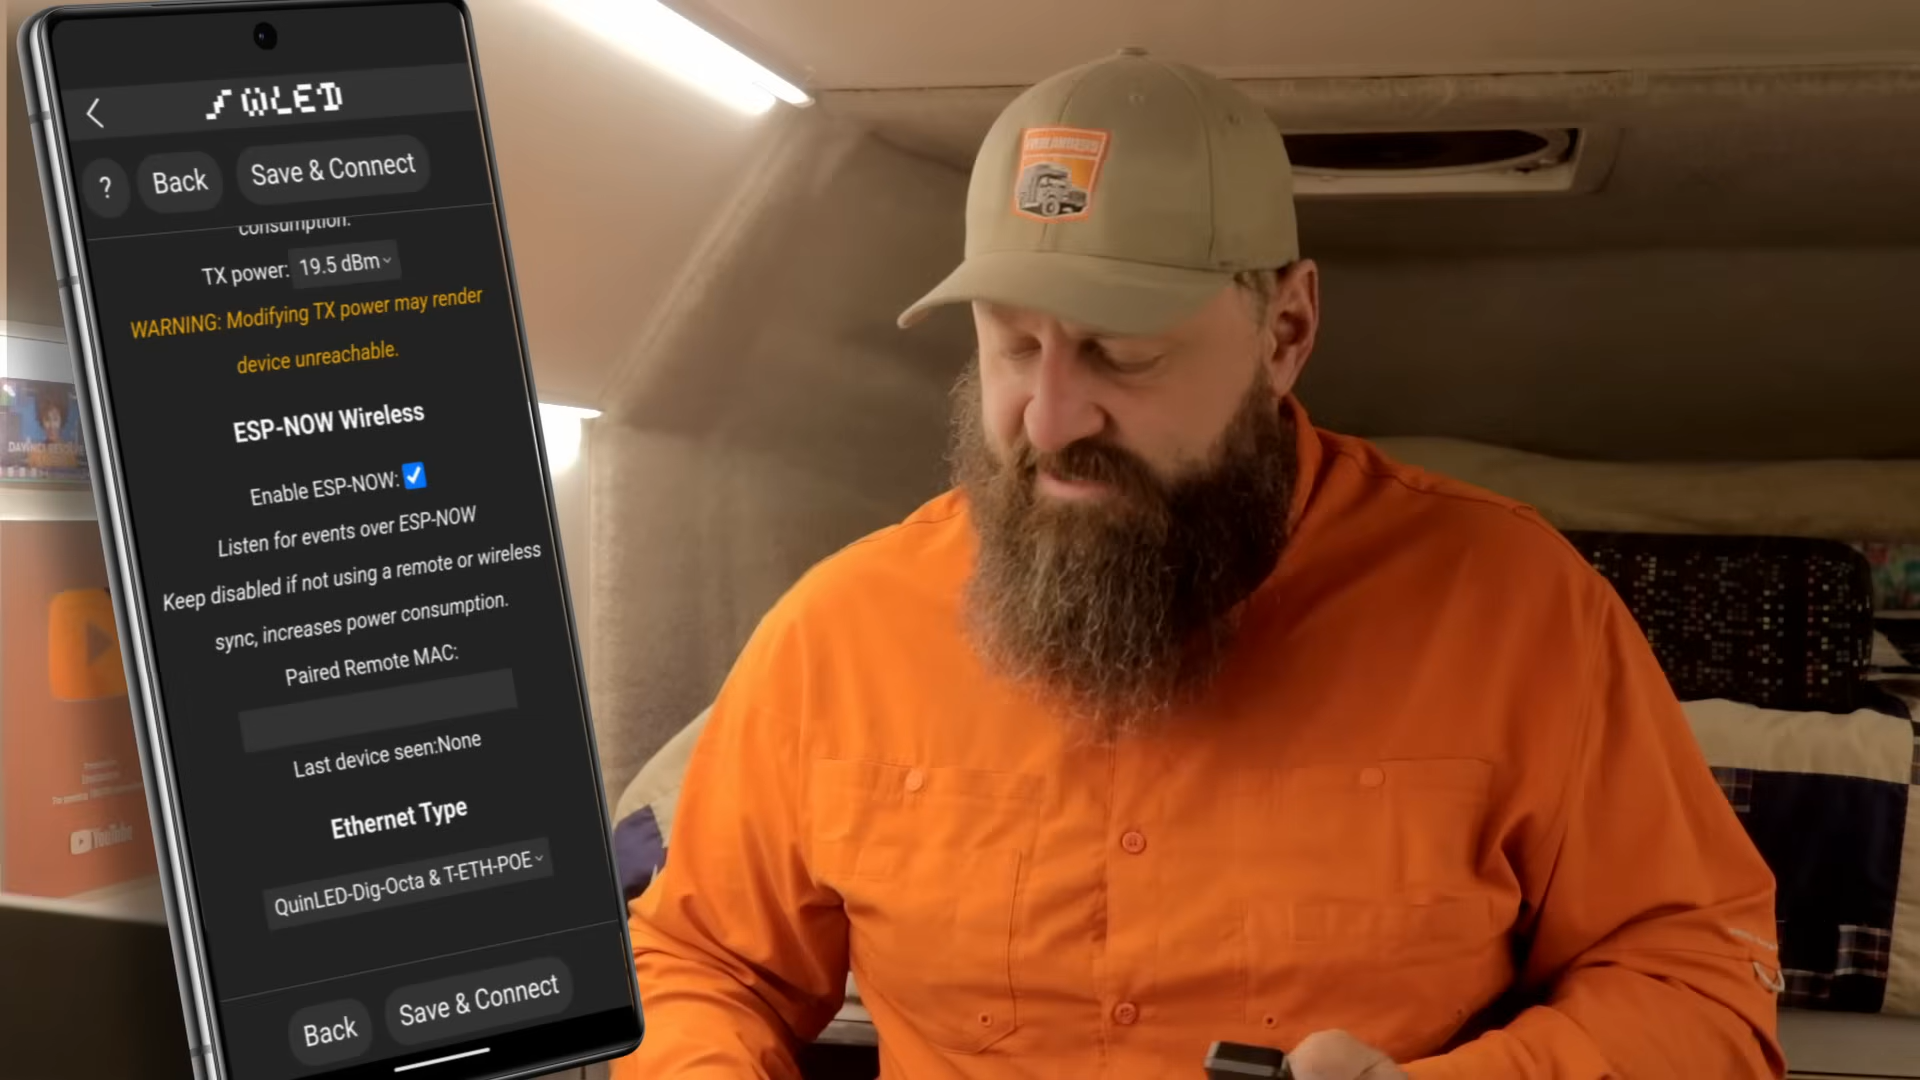 WLED
?
Back
Save & Connect
consumption.
TX power: 19.5 dBm
WARNING: Modifying TX power may render
device unreachable.
ESP-NOW Wireless
Enable ESP-NOW:
Listen for events over ESP-NOW
Keep disabled if not using a remote or wireless
sync, increases power consumption.
Paired Remote MAC:
Last device seen:None
Ethernet Type
QuinLED-Dig-Octa & T-ETH-POE
Back
Save & Connect
DAVINCI RESOLVE
YouTube